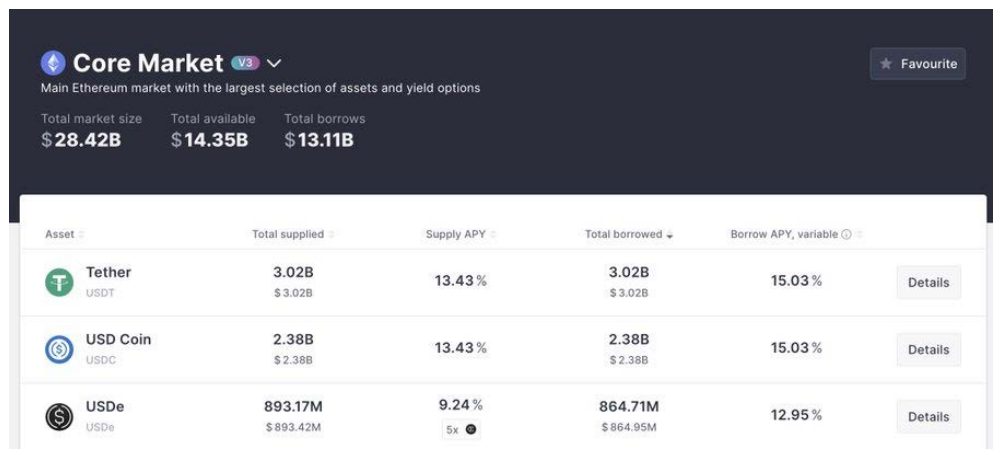 Core Market V3
Favourite
Main Ethereum market with the largest selection of assets and yield options
Total market size Total available Total borrows
$28.42B $14.35B $13.11B
Asset Total supplied Supply APY Total borrowed Borrow APY, variable
Tether 3.02B 13.43% 3.02B 15.03% Details
USDT $3.02B $3.02B
USD Coin 2.38B 13.43% 2.38B 15.03% Details
USDC $2.38B $2.38B
USDe 893.17M 9.24% 864.71M 12.95% Details
USDe $893.42M 5x $864.95M